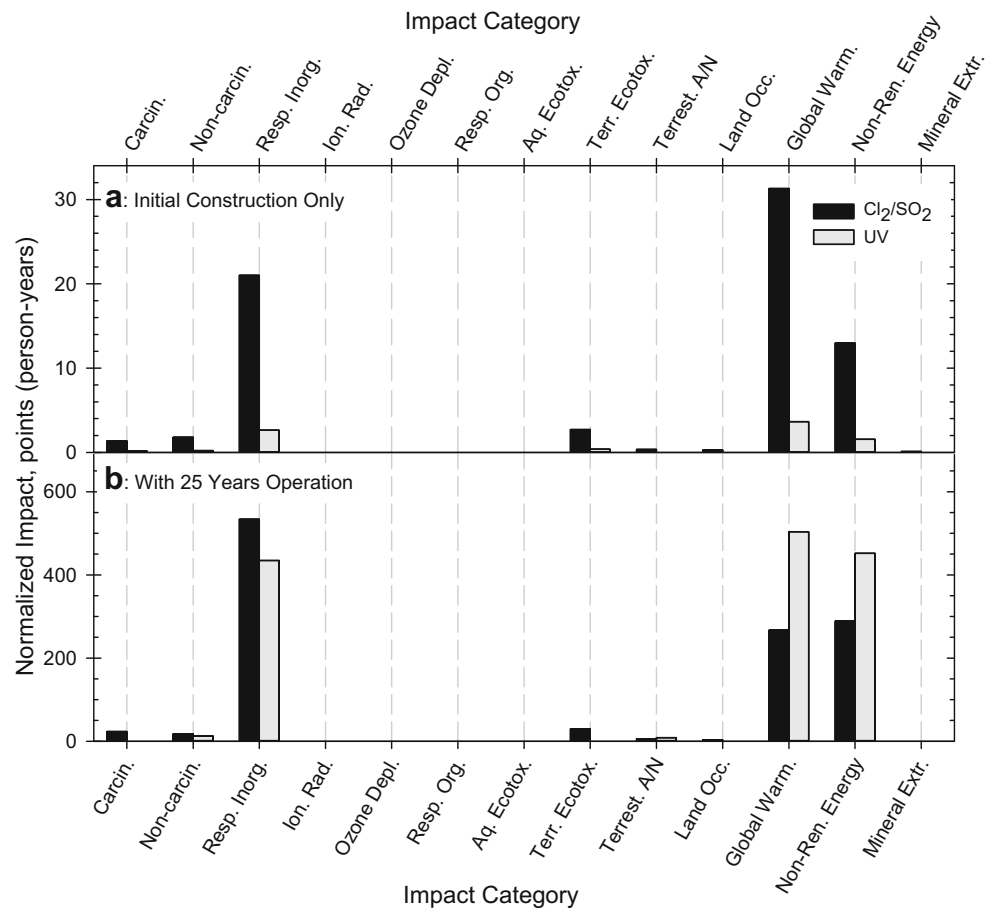 Impact Category
Carcin.
Non-carcin.
Resp. Inorg.
Ion. Rad.
Ozone Depl.
Resp. Org.
Aq. Ecotox.
Terr. Ecotox.
Terrest. A/N
Land Occ.
Global Warm.
Non-Ren. Energy
Mineral Extr.
Normalized Impact, points (person-years)
a: Initial Construction Only
Cl2/SO2
UV
30
20
10
0
b: With 25 Years Operation
600
400
200
0
Carcin.
Non-carcin.
Resp. Inorg.
Ion. Rad.
Ozone Depl.
Resp. Org.
Aq. Ecotox.
Terr. Ecotox.
Terrest. A/N
Land Occ.
Global Warm.
Non-Ren. Energy
Mineral Extr.
Impact Category